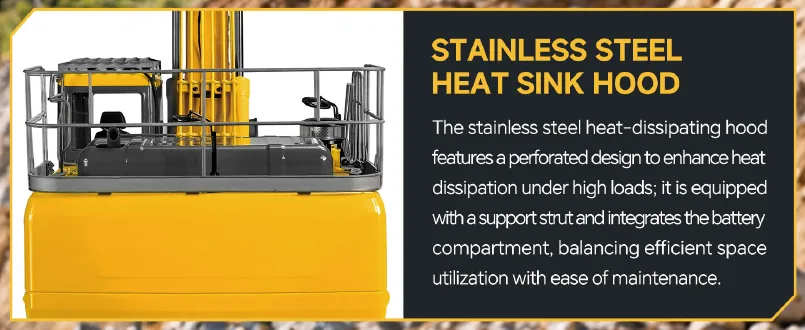 STAINLESS STEEL
HEAT SINK HOOD
The stainless steel heat-dissipating hood
features a perforated design to enhance heat
dissipation under high loads; it is equipped
with a support strut and integrates the battery
compartment, balancing efficient space
utilization with ease of maintenance.